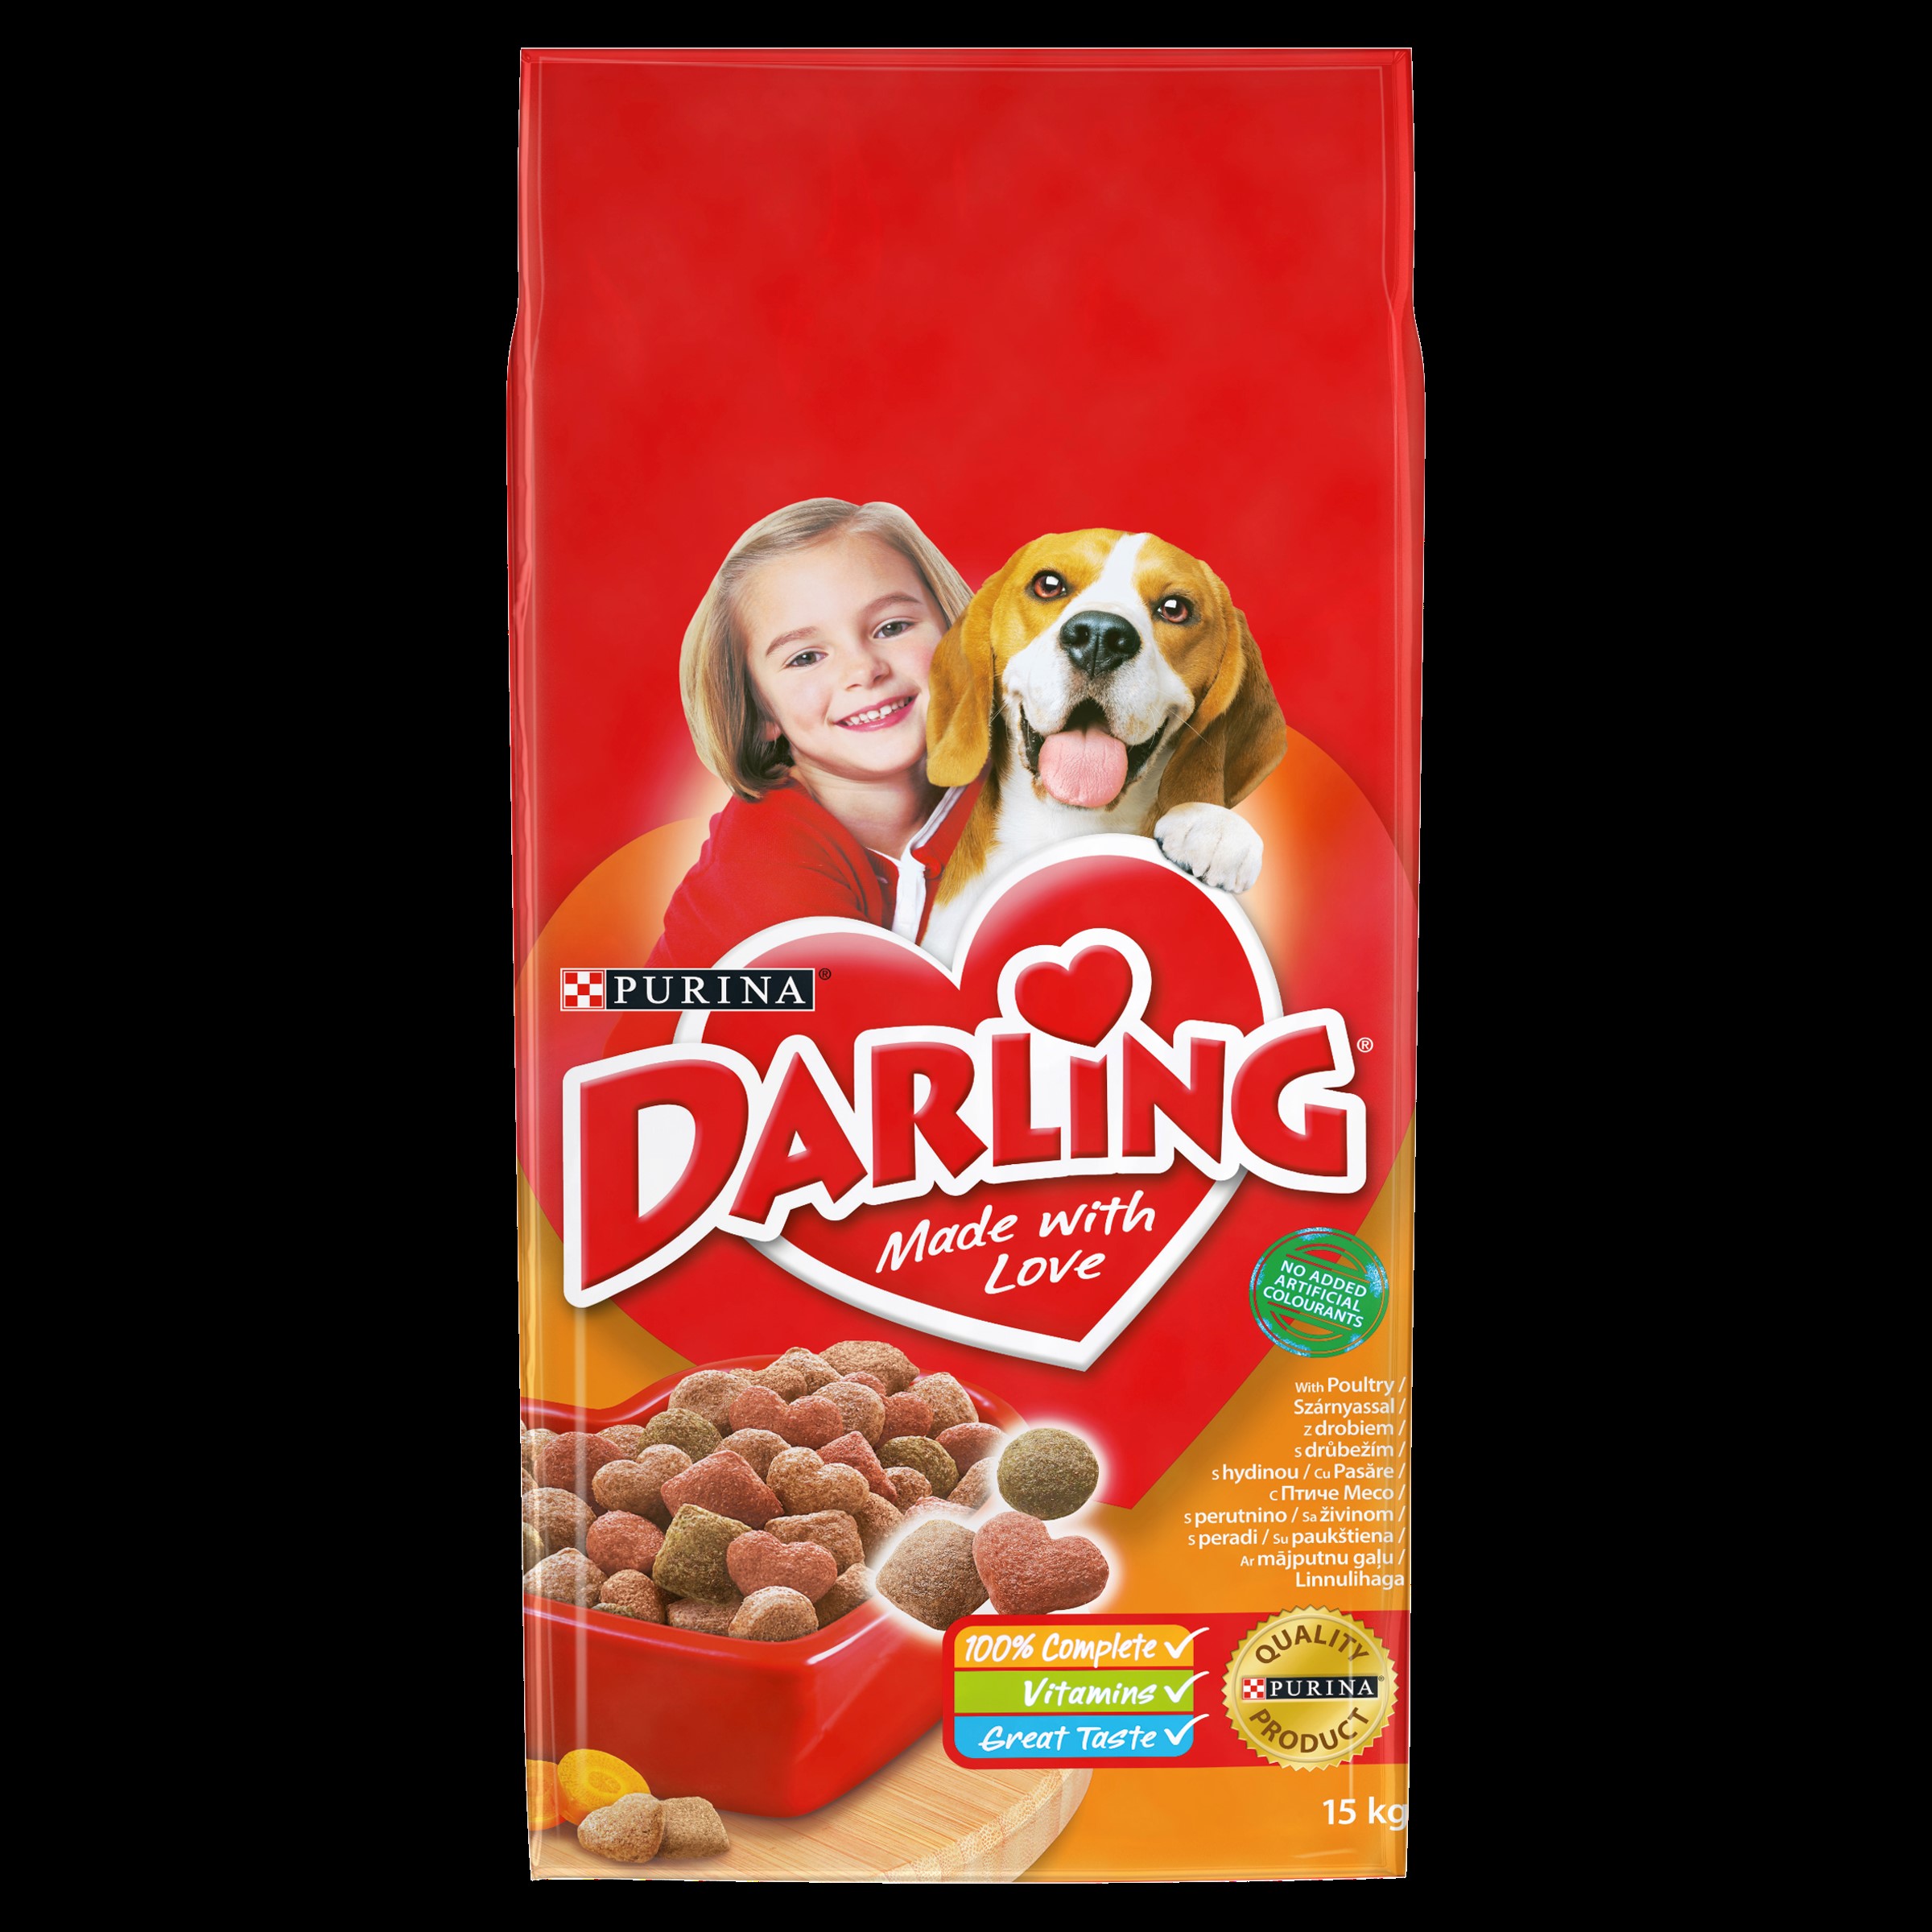 PURINA®
DARLiNG®
Made with
Love
NO ADDED
ARTIFICIAL
COLOURANTS
With Poultry /
Szárnyassal /
z drobiem /
s drůbežím /
s hydinou / Cu Pasăre /
с Птиче Месо /
s perutnino / Sa živinom /
s peradi / Su paukštiena /
Ar mājputnu gaļu /
Linnulihaga
100% Complete
Vitamins
Great Taste
QUALITY
PURINA®
PRODUCT
15 kg